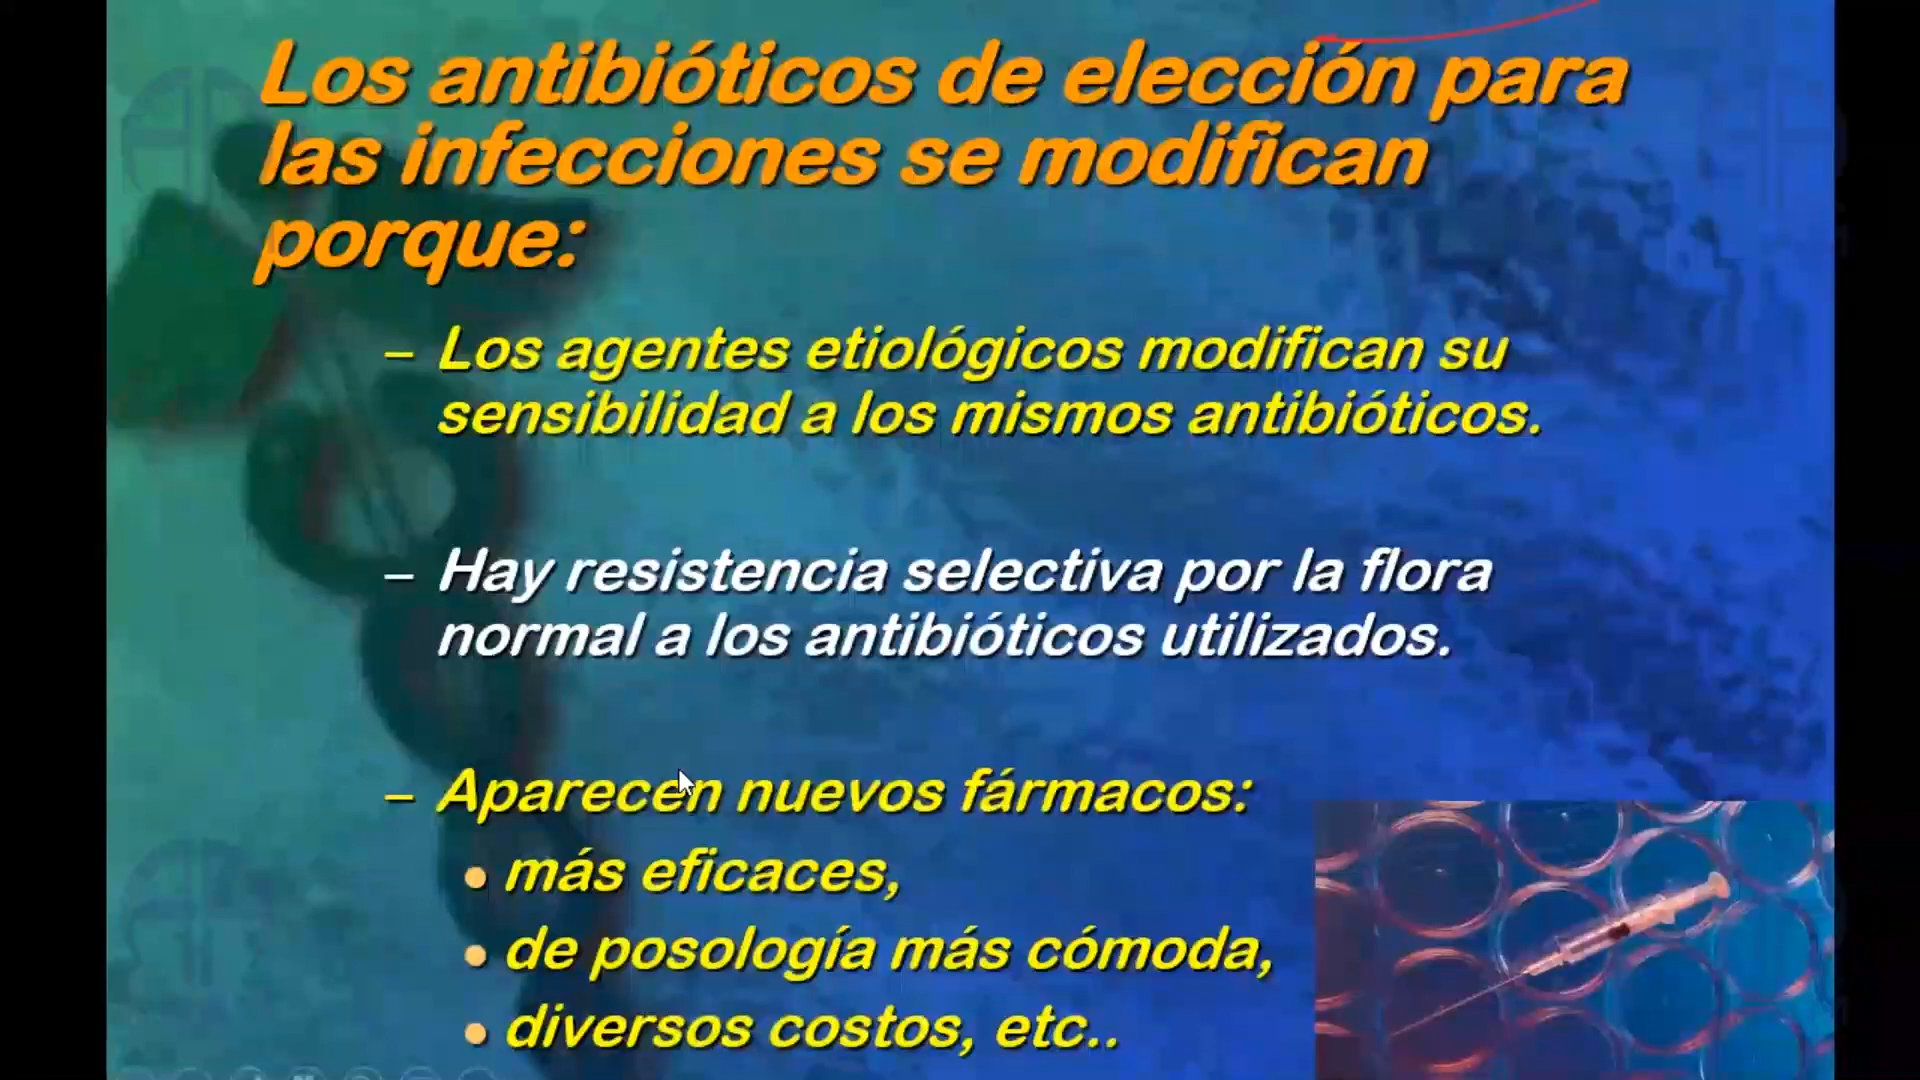 Los antibióticos de elección para
las infecciones se modifican
porque:
– Los agentes etiológicos modifican su
sensibilidad a los mismos antibióticos.
– Hay resistencia selectiva por la flora
normal a los antibióticos utilizados.
– Aparecen nuevos fármacos:
• más eficaces,
• de posología más cómoda,
• diversos costos, etc..